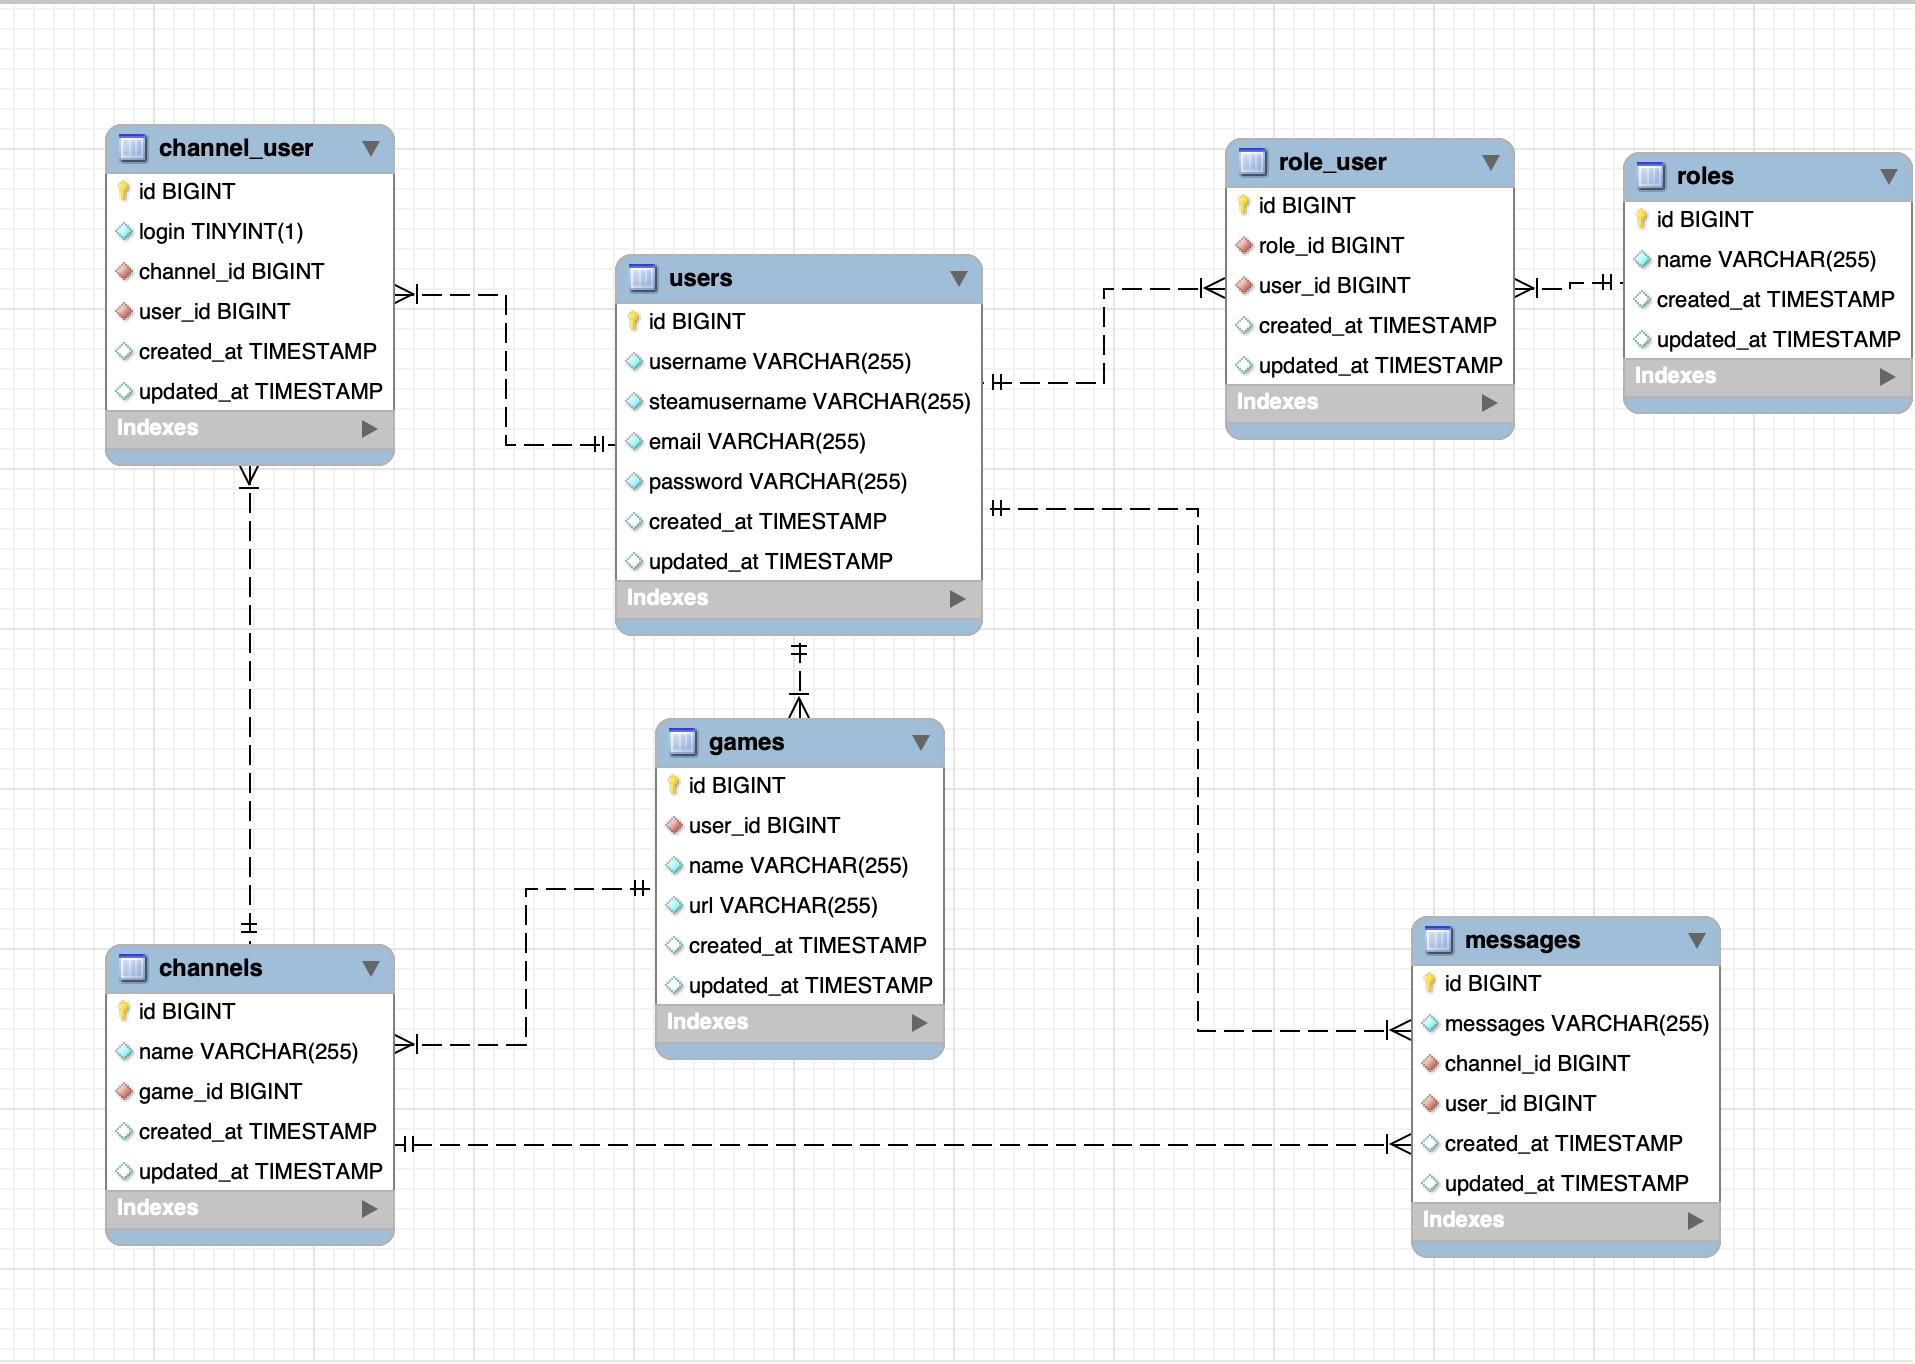 channel_user
id BIGINT
login TINYINT(1)
channel_id BIGINT
user_id BIGINT
created_at TIMESTAMP
updated_at TIMESTAMP
Indexes
users
id BIGINT
username VARCHAR(255)
steamusername VARCHAR(255)
email VARCHAR(255)
password VARCHAR(255)
created_at TIMESTAMP
updated_at TIMESTAMP
Indexes
role_user
id BIGINT
role_id BIGINT
user_id BIGINT
created_at TIMESTAMP
updated_at TIMESTAMP
Indexes
roles
id BIGINT
name VARCHAR(255)
created_at TIMESTAMP
updated_at TIMESTAMP
Indexes
games
id BIGINT
user_id BIGINT
name VARCHAR(255)
url VARCHAR(255)
created_at TIMESTAMP
updated_at TIMESTAMP
Indexes
channels
id BIGINT
name VARCHAR(255)
game_id BIGINT
created_at TIMESTAMP
updated_at TIMESTAMP
Indexes
messages
id BIGINT
messages VARCHAR(255)
channel_id BIGINT
user_id BIGINT
created_at TIMESTAMP
updated_at TIMESTAMP
Indexes